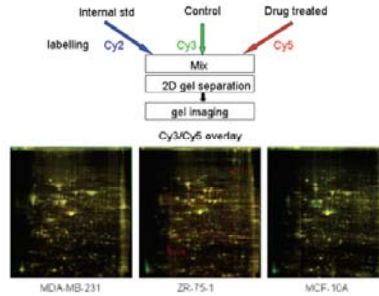 Internal std Control Drug treated
labelling Cy2 Cy3 Cy5
Mix
2D gel separation
gel imaging
Cy3/Cy5 overlay
MDA-MB-231 ZR-75-1 MCF-10A